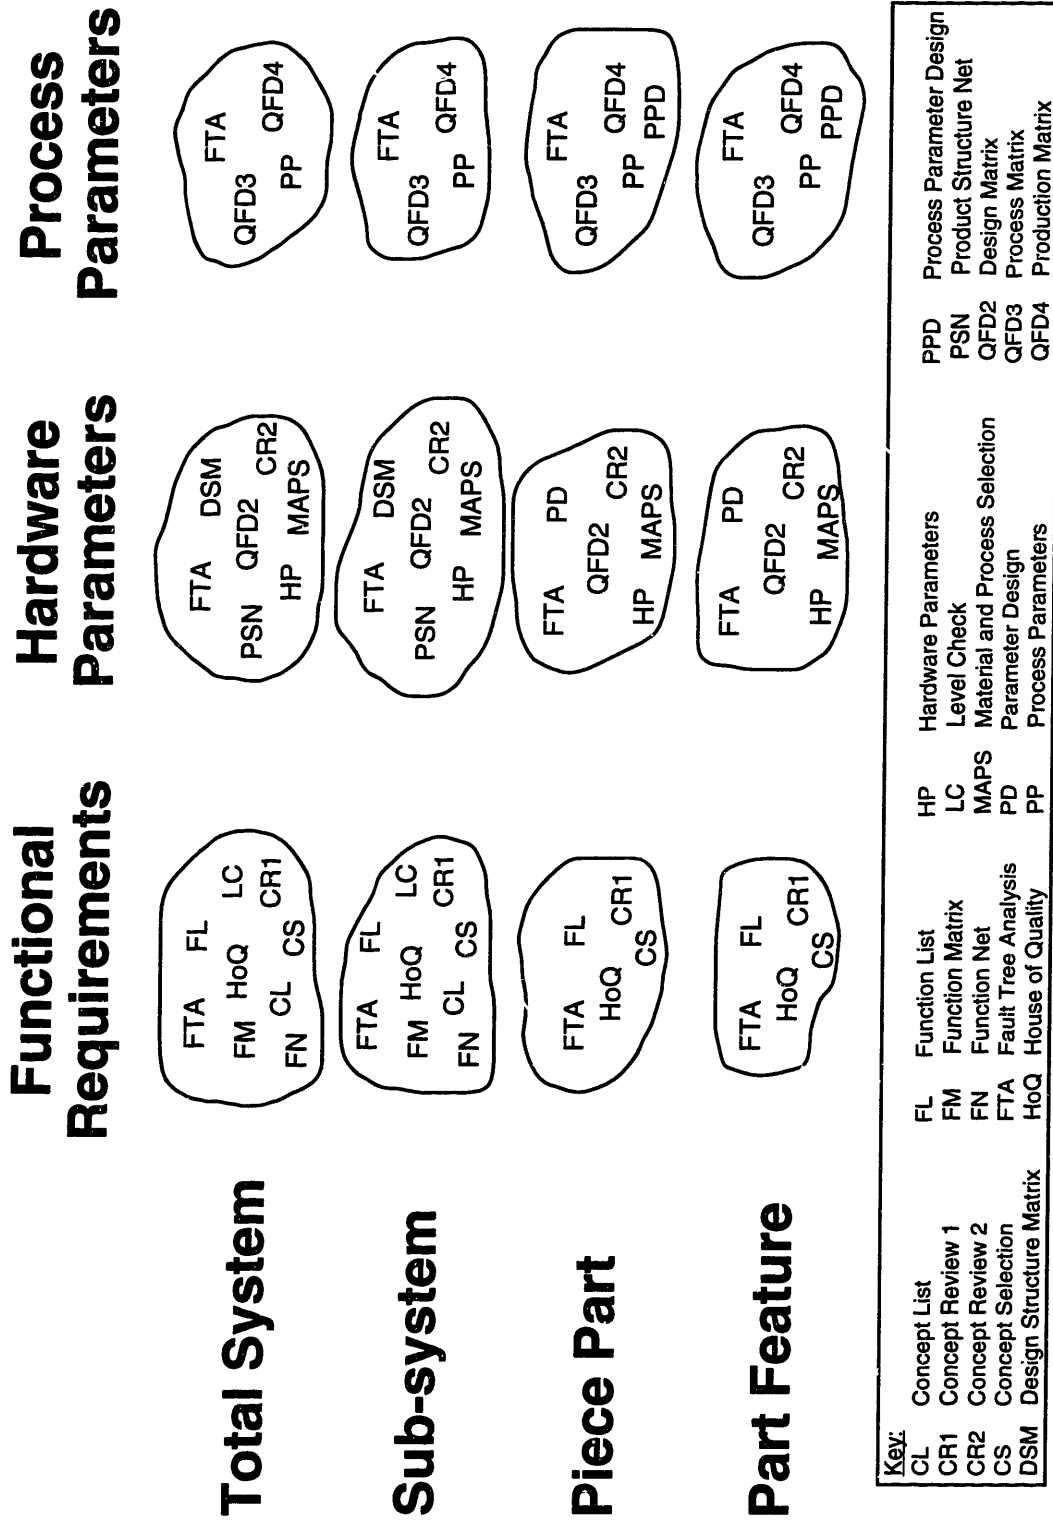 Functional
Requirements
Hardware
Parameters
Process
Parameters
Total System
FTA FL
FM HoQ LC
FN CL CS CR1
FTA DSM
PSN QFD2 CR2
HP MAPS
FTA
QFD3 QFD4
PP
Sub-system
FTA FL
FM HoQ LC
FN CL CS CR1
FTA DSM
PSN QFD2 CR2
HP MAPS
FTA
QFD3 QFD4
PP
Piece Part
FTA FL
HoQ CR1
CS
FTA PD
QFD2 CR2
HP MAPS
FTA
QFD3 QFD4
PP PPD
Part Feature
FTA FL
HoQ CR1
CS
FTA PD
QFD2 CR2
HP MAPS
FTA
QFD3 QFD4
PP PPD
Key:
CL Concept List
CR1 Concept Review 1
CR2 Concept Review 2
CS Concept Selection
DSM Design Structure Matrix
FL Function List
FM Function Matrix
FN Function Net
FTA Fault Tree Analysis
HoQ House of Quality
HP Hardware Parameters
LC Level Check
MAPS Material and Process Selection
PD Parameter Design
PP Process Parameters
PPD Process Parameter Design
PSN Product Structure Net
QFD2 Design Matrix
QFD3 Process Matrix
QFD4 Production Matrix